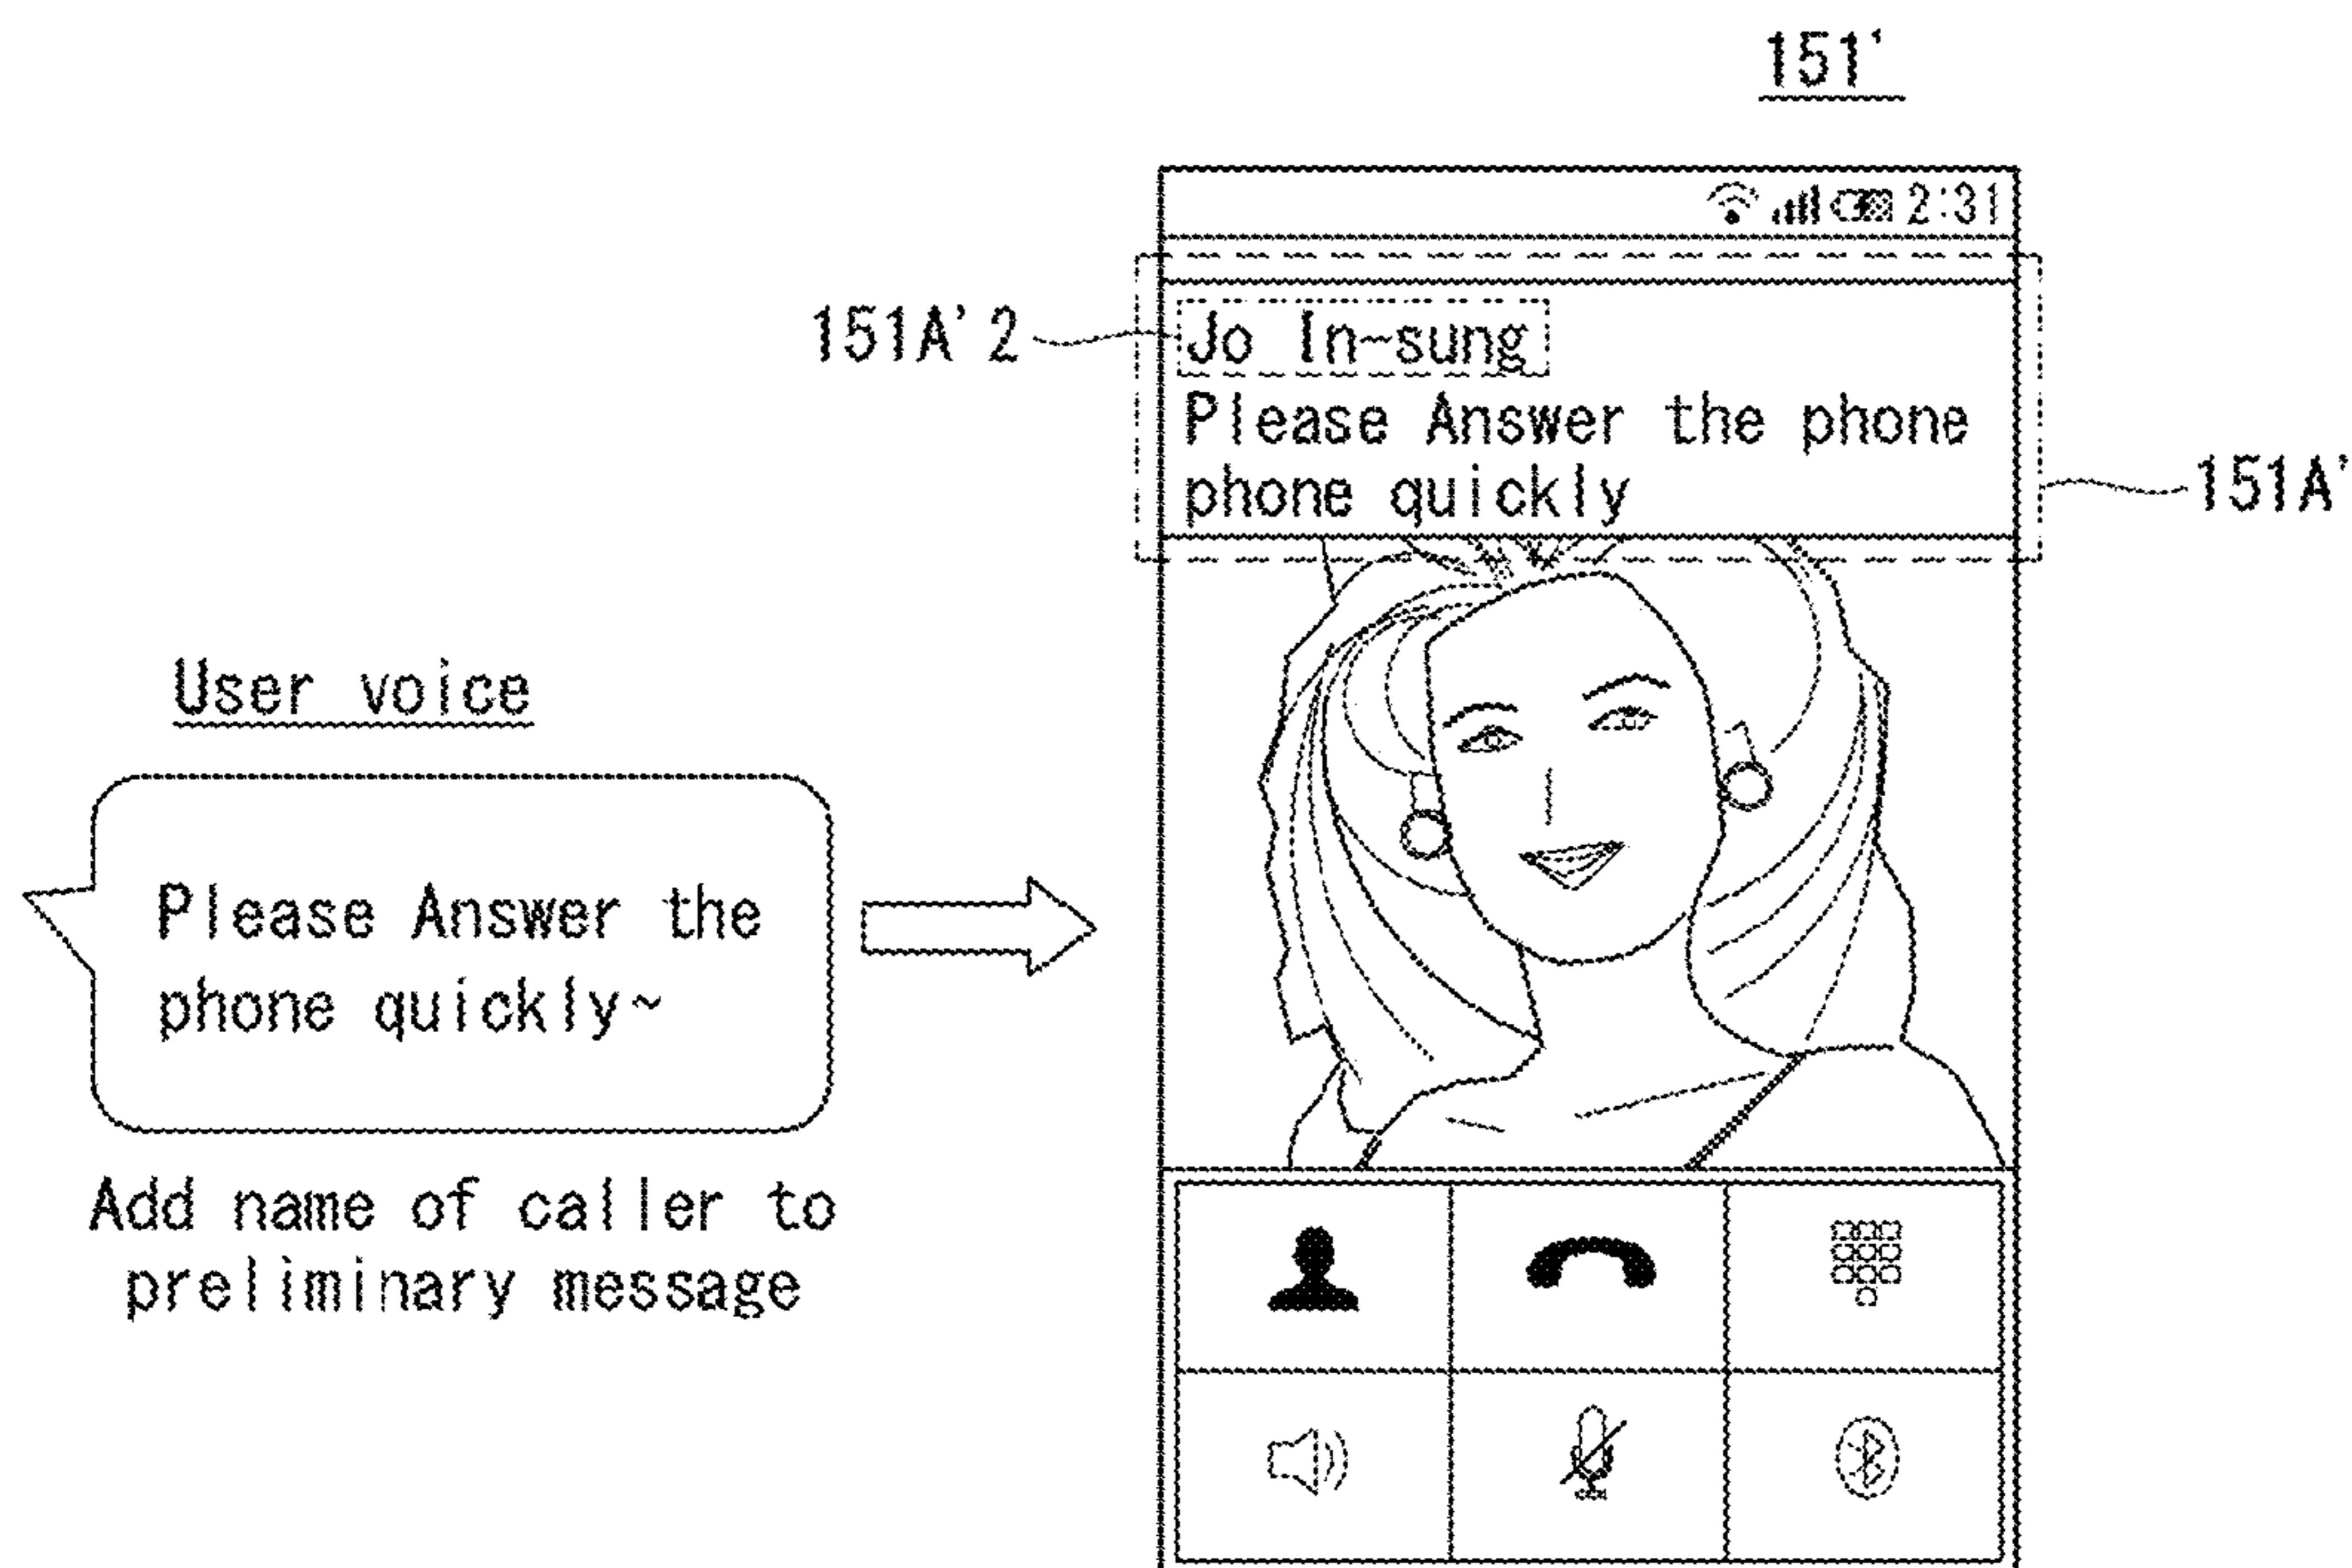 151'
2:31
151A'2
Jo In-sung
Please Answer the phone
phone quickly
151A'
User voice
Please Answer the
phone quickly~
Add name of caller to
preliminary message